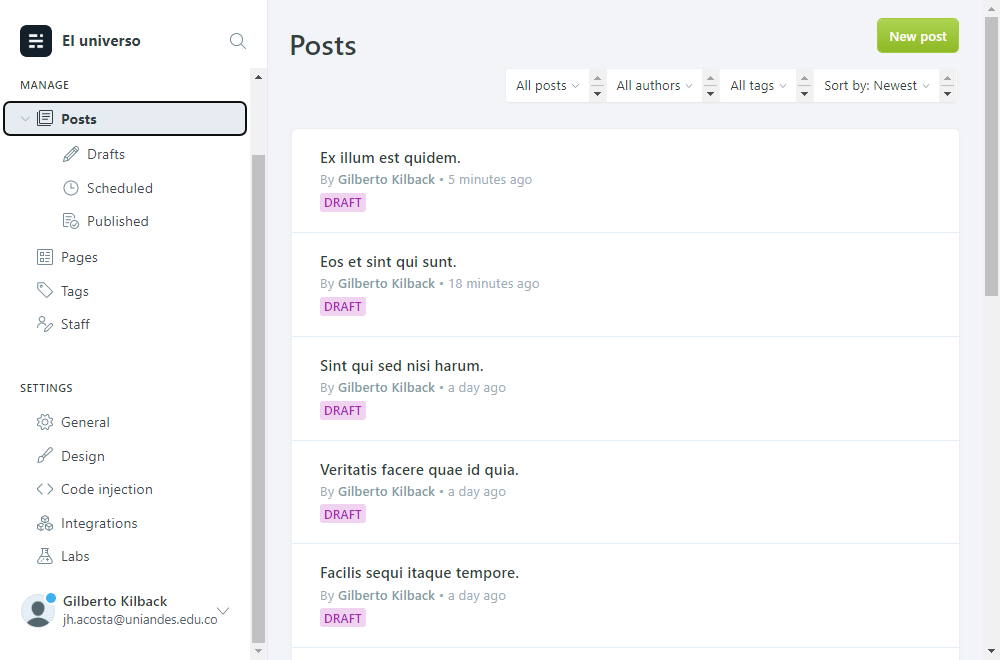 El universo
MANAGE
Posts
Drafts
Scheduled
Published
Pages
Tags
Staff
SETTINGS
General
Design
Code injection
Integrations
Labs
Gilberto Kilback
jh.acosta@uniandes.edu.co
Posts
New post
All posts
All authors
All tags
Sort by: Newest
Ex illum est quidem.
By Gilberto Kilback • 5 minutes ago
DRAFT
Eos et sint qui sunt.
By Gilberto Kilback • 18 minutes ago
DRAFT
Sint qui sed nisi harum.
By Gilberto Kilback • a day ago
DRAFT
Veritatis facere quae id quia.
By Gilberto Kilback • a day ago
DRAFT
Facilis sequi itaque tempore.
By Gilberto Kilback • a day ago
DRAFT